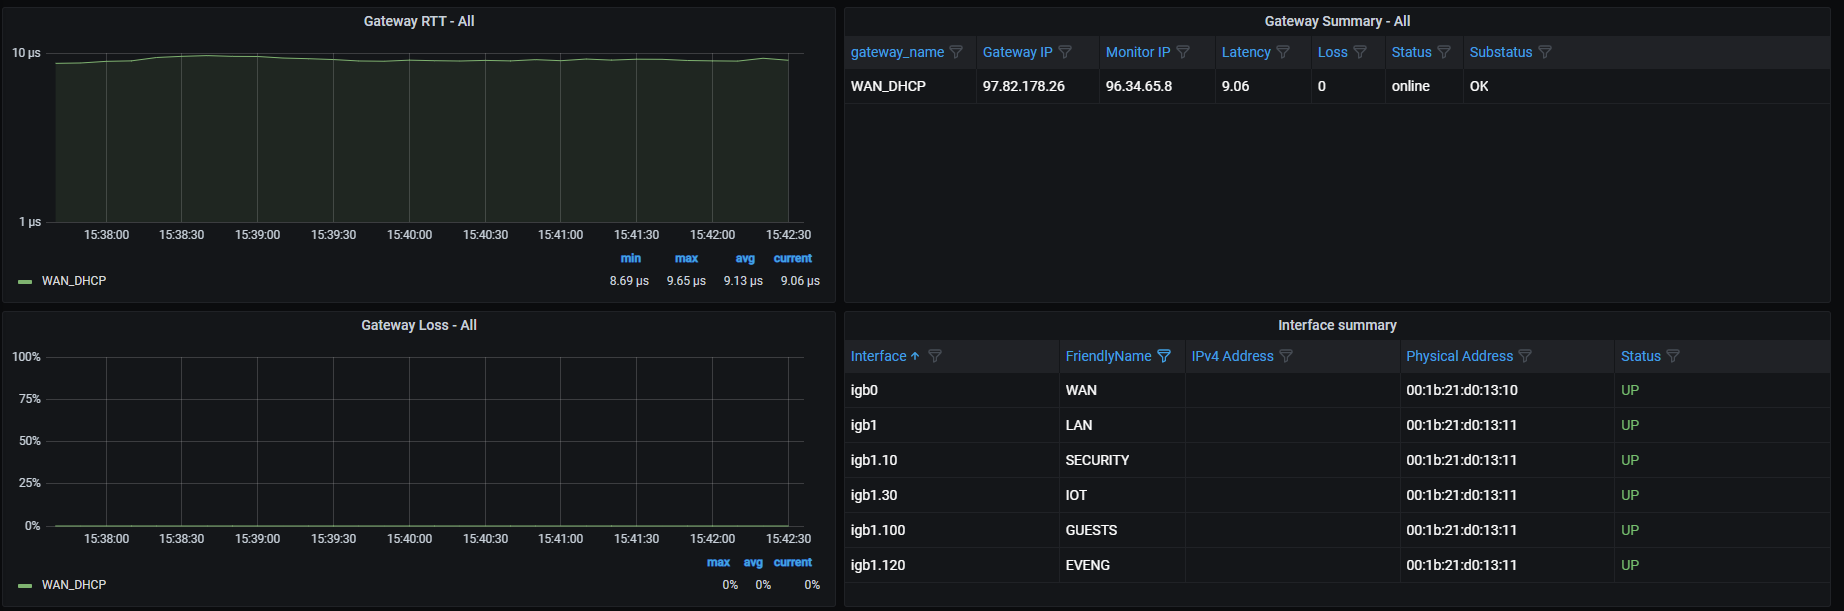 Gateway RTT - All
10 µs
1 µs
15:38:00 15:38:30 15:39:00 15:39:30 15:40:00 15:40:30 15:41:00 15:41:30 15:42:00 15:42:30
min max avg current
WAN_DHCP 8.69 µs 9.65 µs 9.13 µs 9.06 µs
Gateway Summary - All
gateway_name Gateway IP Monitor IP Latency Loss Status Substatus
WAN_DHCP 97.82.178.26 96.34.65.8 9.06 0 online OK
Gateway Loss - All
100%
75%
50%
25%
0%
15:38:00 15:38:30 15:39:00 15:39:30 15:40:00 15:40:30 15:41:00 15:41:30 15:42:00 15:42:30
max avg current
WAN_DHCP 0% 0% 0%
Interface summary
Interface FriendlyName IPv4 Address Physical Address Status
igb0 WAN 00:1b:21:d0:13:10 UP
igb1 LAN 00:1b:21:d0:13:11 UP
igb1.10 SECURITY 00:1b:21:d0:13:11 UP
igb1.30 IOT 00:1b:21:d0:13:11 UP
igb1.100 GUESTS 00:1b:21:d0:13:11 UP
igb1.120 EVENG 00:1b:21:d0:13:11 UP